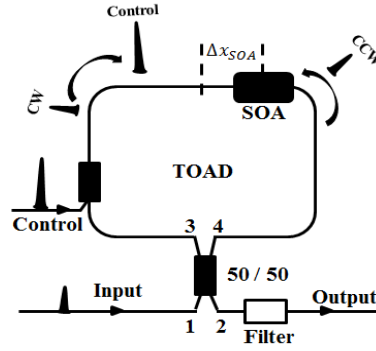 Control
Δx_SOA
CCW
CW
SOA
TOAD
Control
3 4
50 / 50
Input
Output
1 2
Filter